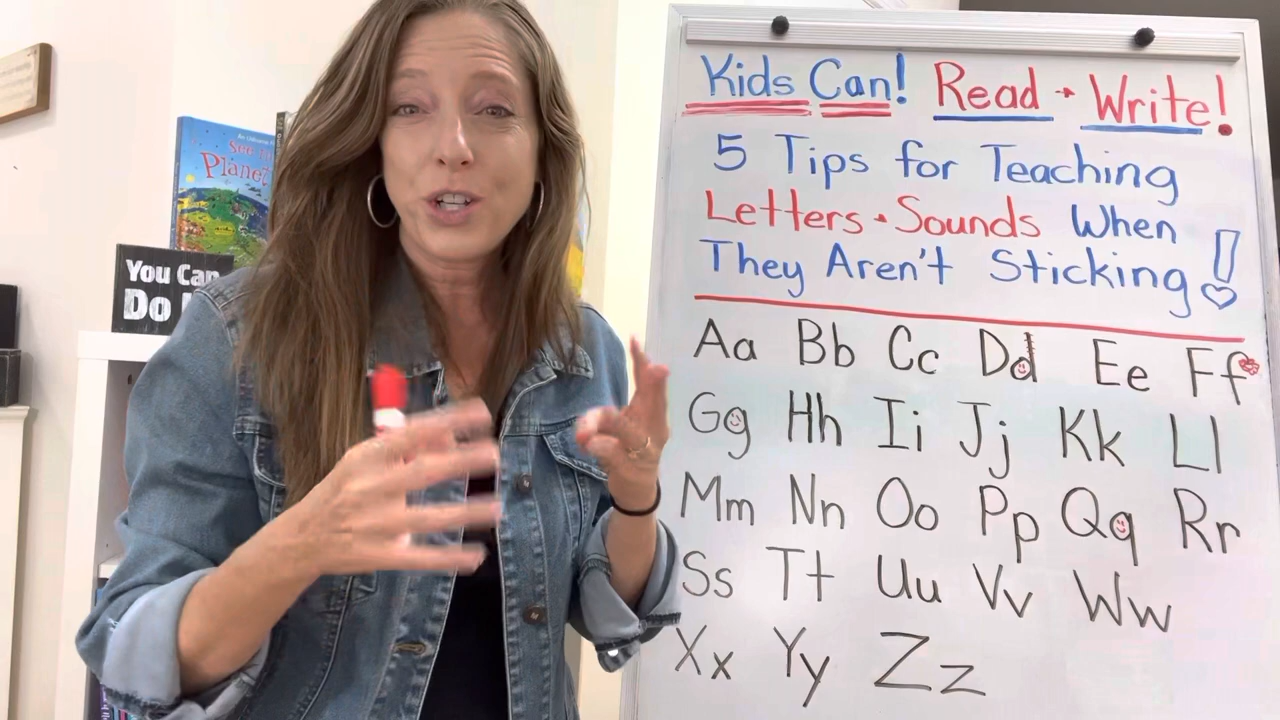 Kids Can! Read + Write!
5 Tips for Teaching
Letters + Sounds When
They Aren't Sticking!
Aa Bb Cc Dd Ee Ff
Gg Hh Ii Jj Kk Ll
Mm Nn Oo Pp Qq Rr
Ss Tt Uu Vv Ww
Xx Yy Zz
See
Planet
You Can
Do